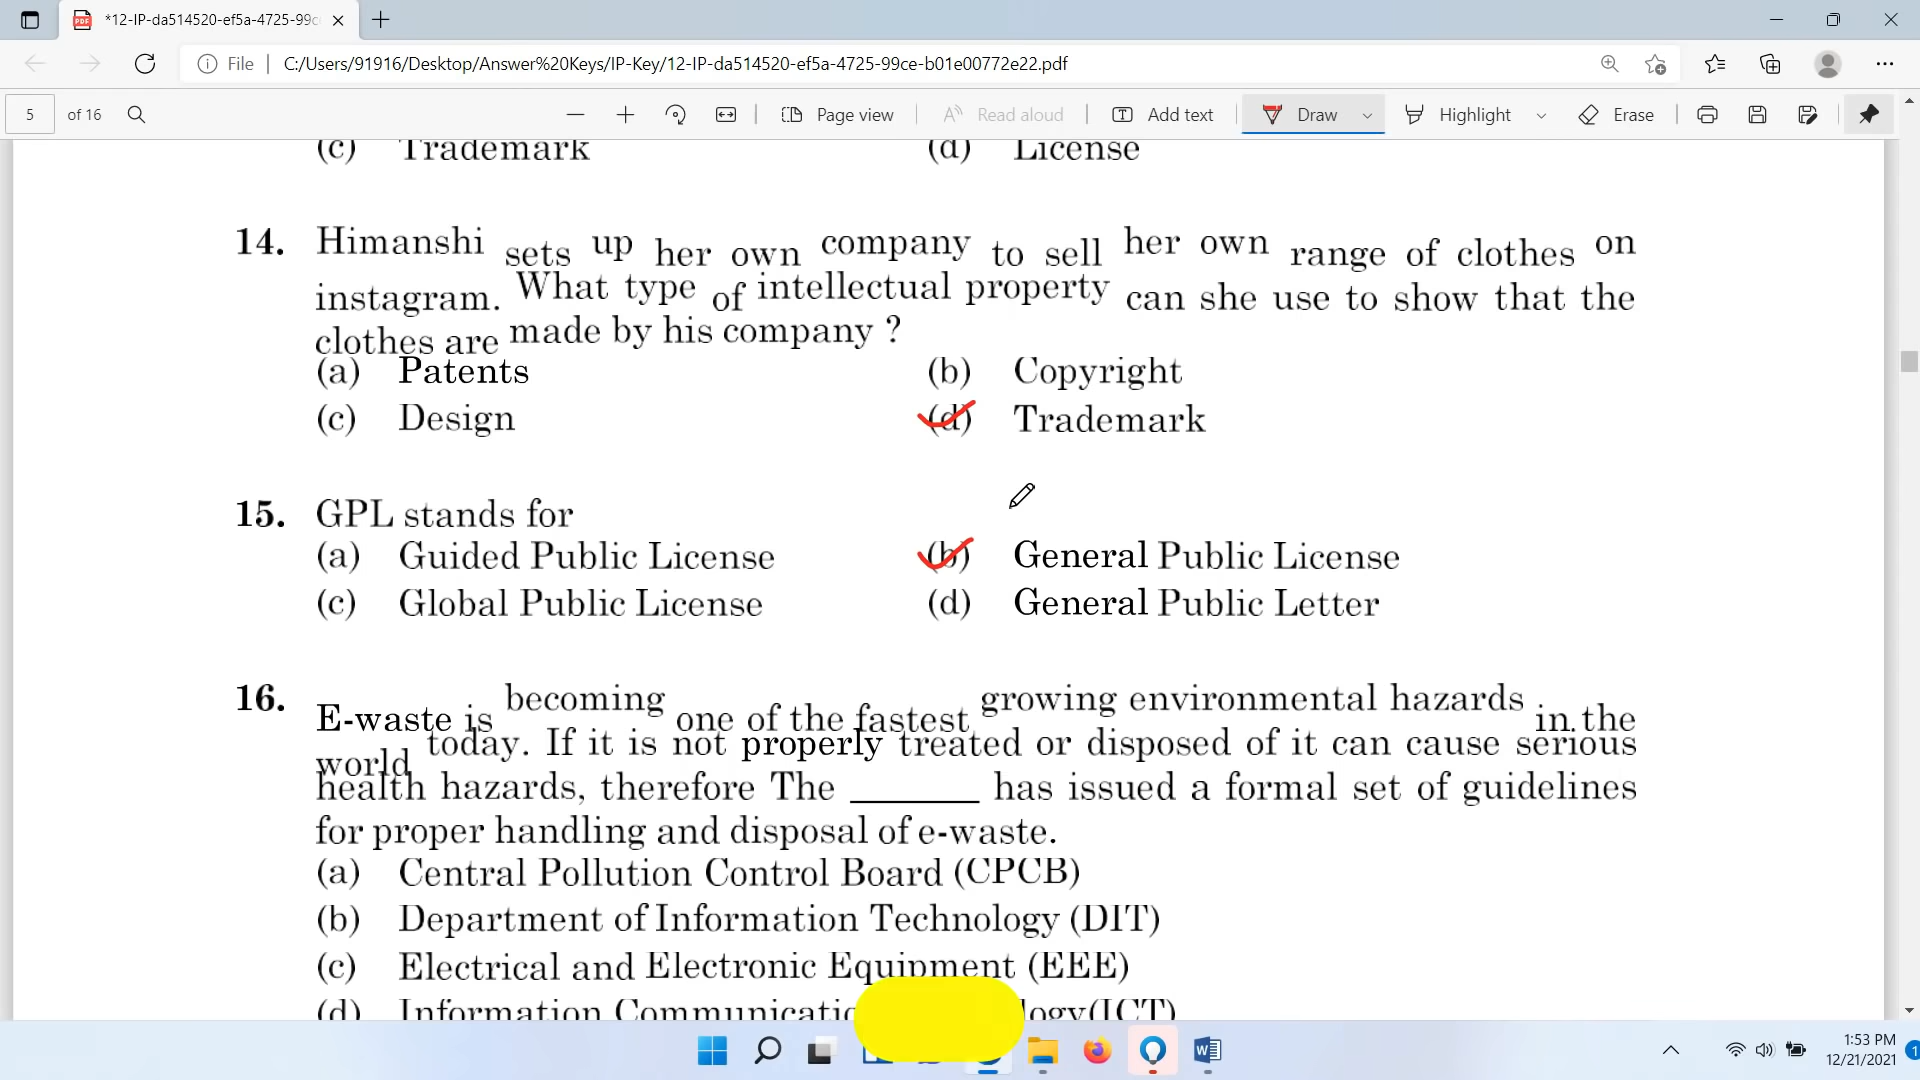 *12-IP-da514520-ef5a-4725-99c
File
C:/Users/91916/Desktop/Answer%20Keys/IP-Key/12-IP-da514520-ef5a-4725-99ce-b01e00772e22.pdf
5 of 16 Page view Read aloud Add text Draw Highlight Erase
(c) Trademark (d) License
14. Himanshi sets up her own company to sell her own range of clothes on
instagram. What type of intellectual property can she use to show that the
clothes are made by his company ?
(a) Patents (b) Copyright
(c) Design (d) Trademark
15. GPL stands for
(a) Guided Public License (b) General Public License
(c) Global Public License (d) General Public Letter
16. E-waste is becoming one of the fastest growing environmental hazards in the
world today. If it is not properly treated or disposed of it can cause serious
health hazards, therefore The ______ has issued a formal set of guidelines
for proper handling and disposal of e-waste.
(a) Central Pollution Control Board (CPCB)
(b) Department of Information Technology (DIT)
(c) Electrical and Electronic Equipment (EEE)
(d) Information (ICT)
1:53 PM
12/21/2021